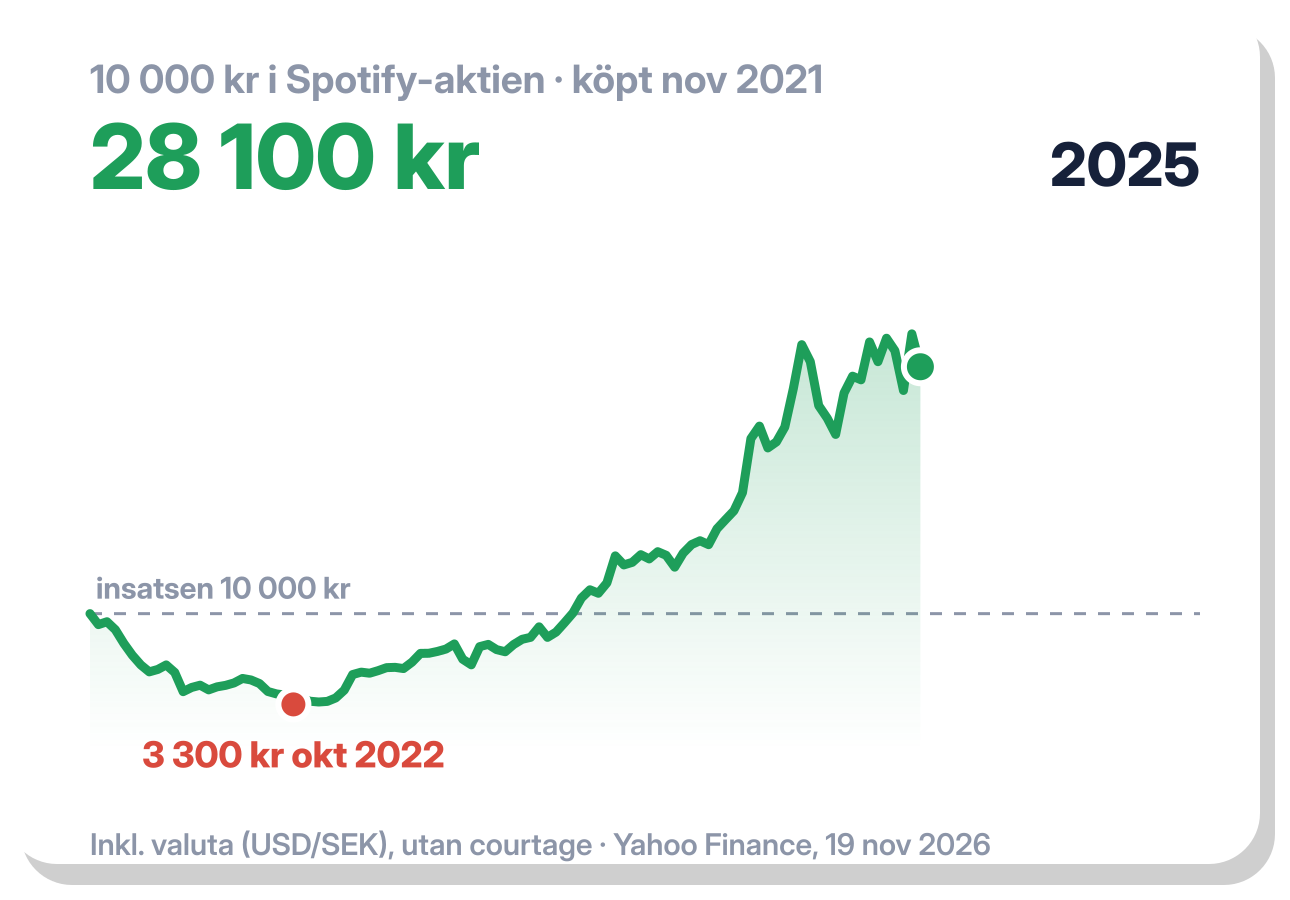 10 000 kr i Spotify-aktien · köpt nov 2021
28 100 kr
2025
insatsen 10 000 kr
3 300 kr okt 2022
Inkl. valuta (USD/SEK), utan courtage · Yahoo Finance, 19 nov 2026